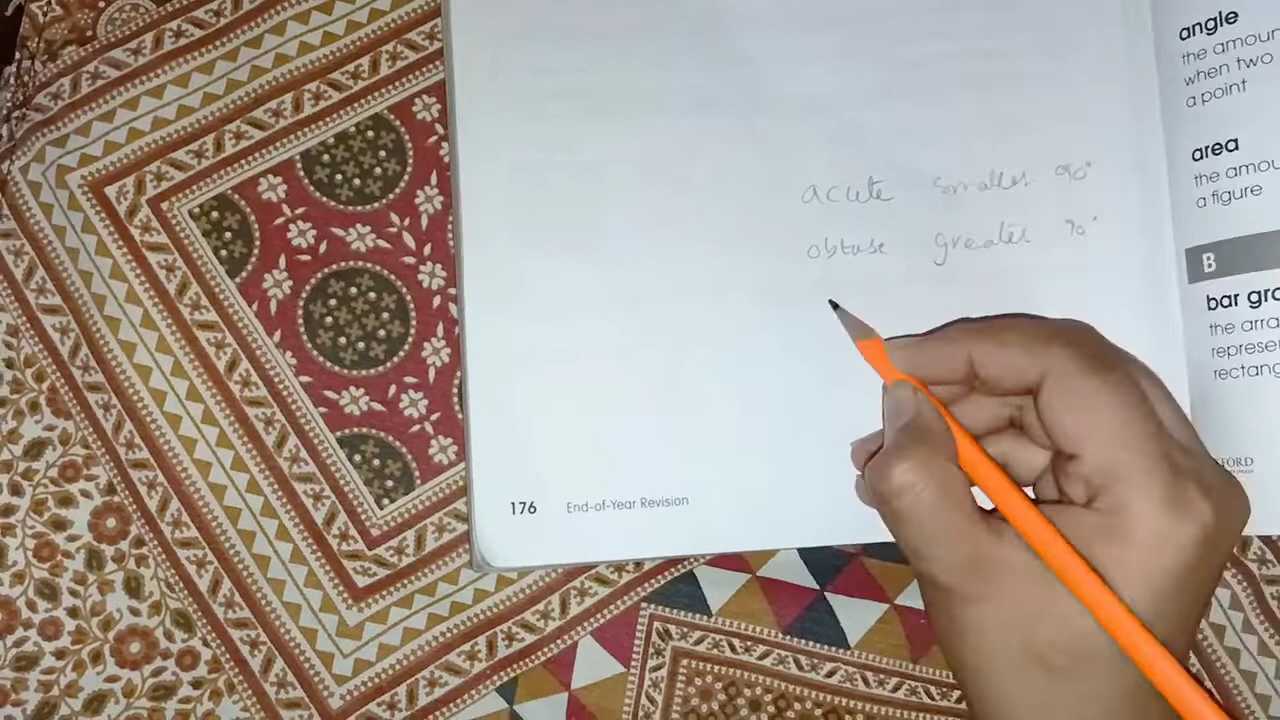 acute smaller 90°
obtuse greater 90°
176 End-of-Year Revision
angle
the amoun
when two
a point
area
the amou
a figure
B
bar gra
the arra
represe
rectang